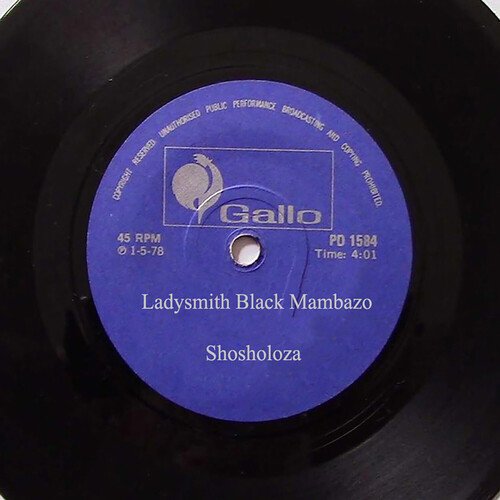 COPYRIGHT RESERVED UNAUTHORISED PUBLIC PERFORMANCE BROADCASTING AND COPYING PROHIBITED.
Gallo
45 RPM
℗ 1-5-78
PD 1584
Time: 4:01
Ladysmith Black Mambazo
Shosholoza